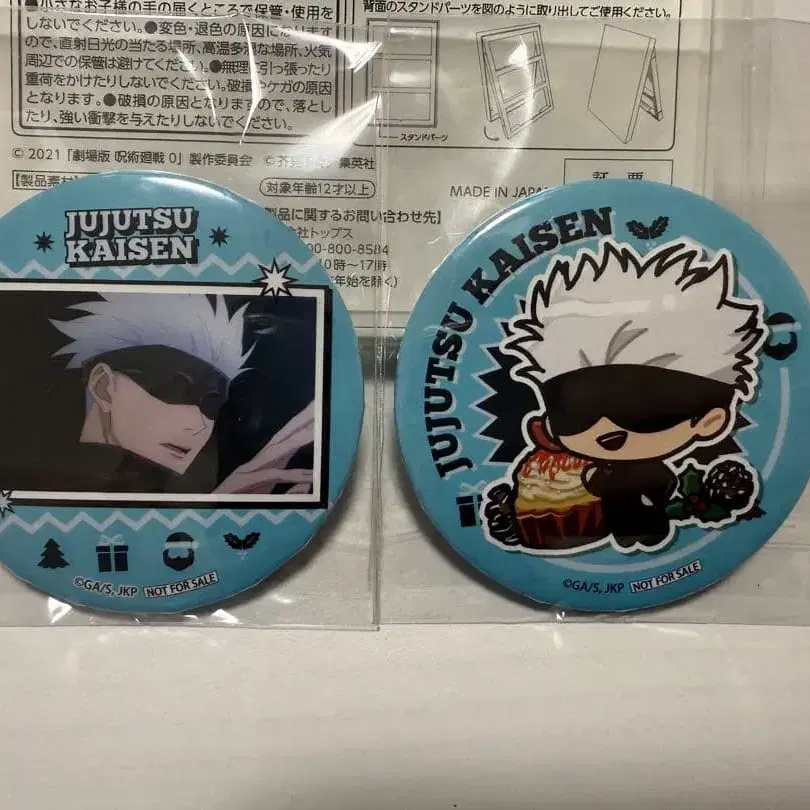 ●小さなお子様の手の届くところで保管・使用を
しないでください。●変色・退色の原因になりますの
で、直射日光の当たる場所、高温多湿な場所、火気
周辺での保管は避けてください。●無理に引っ張ったり
重荷をかけたりしないでください。破損やケガの原因
となります。●破損の原因となりますので、落とし
たり、強い衝撃を与えたりしないでください。
背面のスタンドパーツを図のように取り出してご使用ください。
スタンドパーツ
© 2021「劇場版 呪術廻戦 0」製作委員会 ©芥見下々/集英社
【製品素材
対象年齢12才以上
MADE IN JAPAN
証 票
製品に関するお問い合わせ先】
会社トップス
00-800-8584
10時〜17時
年始を除く)
JUJUTSU
KAISEN
©GA/S, JKP NOT FOR SALE
JUJUTSU KAISEN
©GA/S, JKP NOT FOR SALE